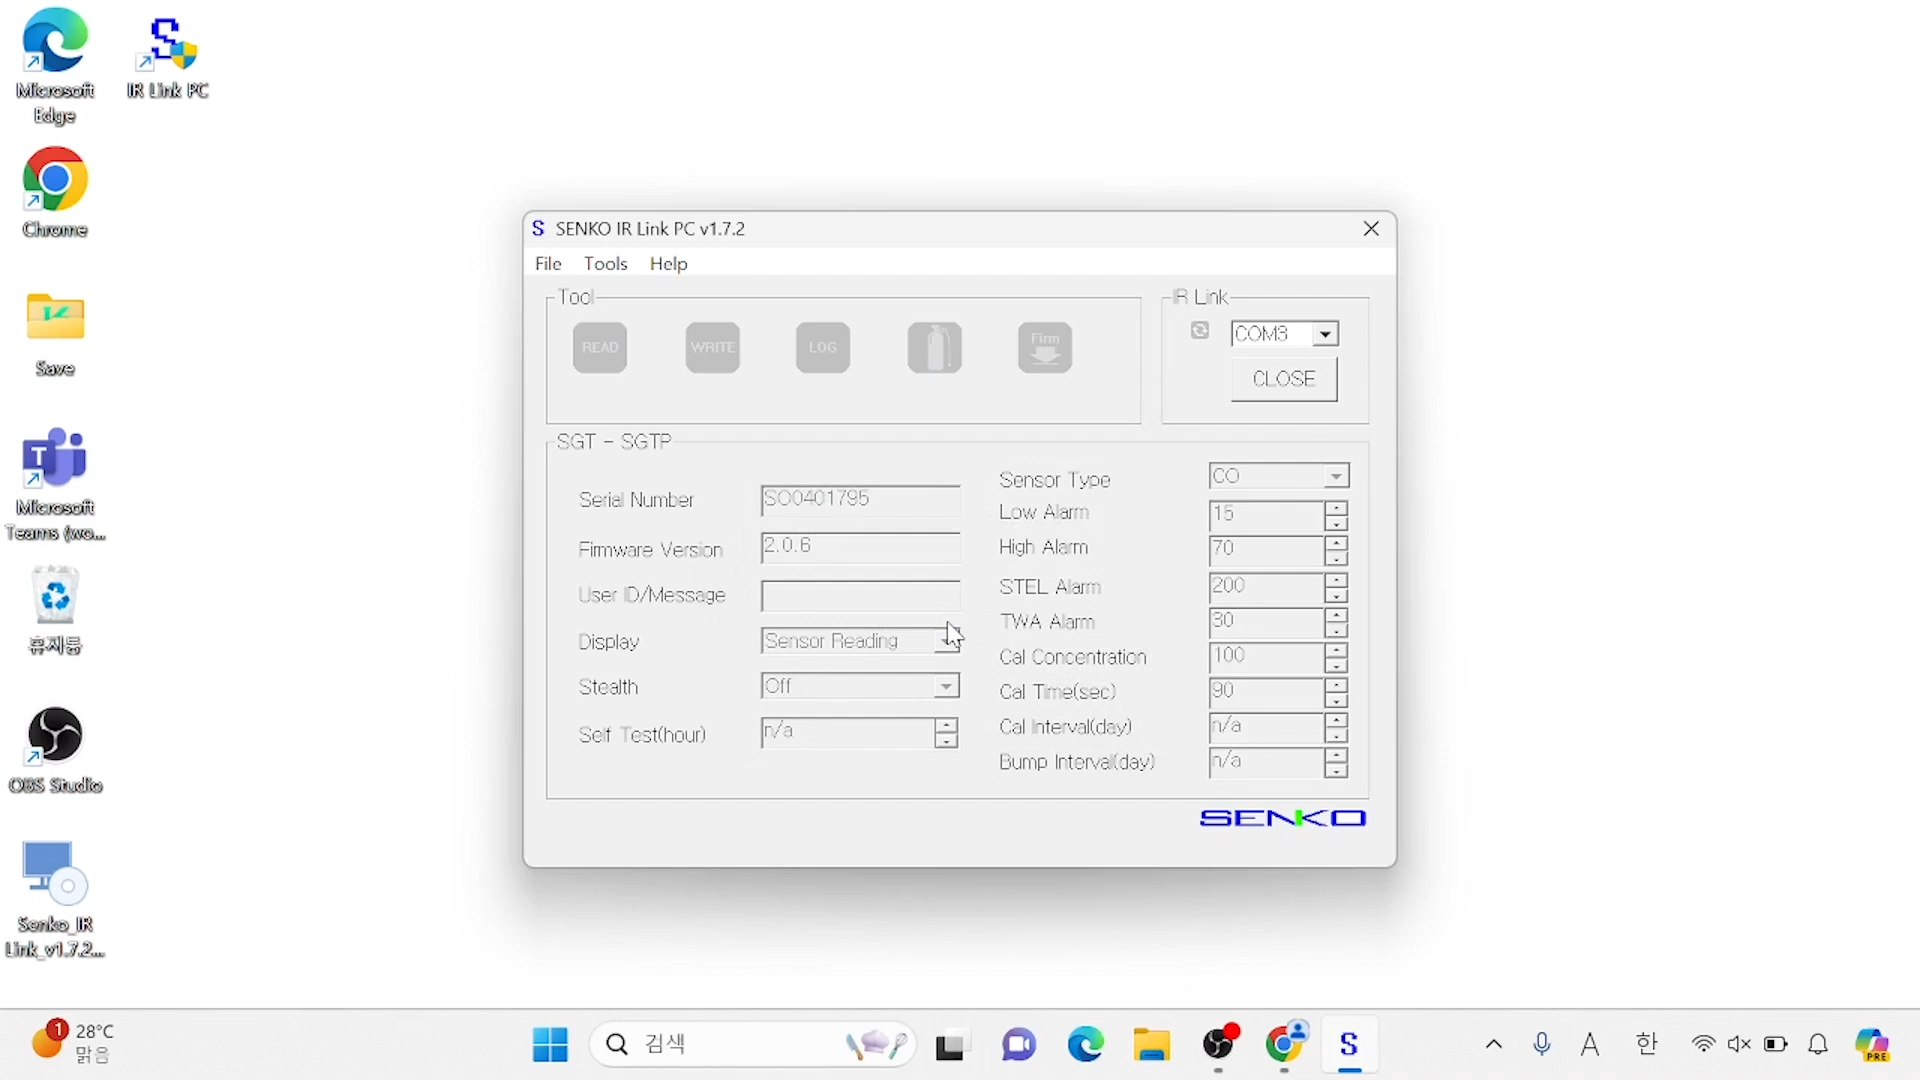 Microsoft
Edge
IR Link PC
Chrome
Save
Microsoft
Teams (wo...
휴지통
OBS Studio
Senko_IR
Link_v1.7.2...
S SENKO IR Link PC v1.7.2
File Tools Help
Tool
READ WRITE LOG Firm
IR Link
COM3
CLOSE
SGT - SGTP
Serial Number SO0401795
Firmware Version 2.0.6
User ID/Message
Display Sensor Reading
Stealth Off
Self Test(hour) n/a
Sensor Type CO
Low Alarm 15
High Alarm 70
STEL Alarm 200
TWA Alarm 30
Cal Concentration 100
Cal Time(sec) 90
Cal Interval(day) n/a
Bump Interval(day) n/a
SENKO
1 28°C
맑음
검색
S
A 한
PRE